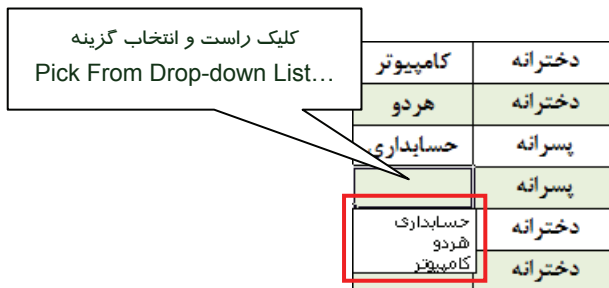 کلیک راست و انتخاب گزینه
Pick From Drop-down List…
دخترانه کامپیوتر
دخترانه هردو
پسرانه حسابداری
پسرانه
دخترانه
دخترانه
حسابداری
هردو
کامپیوتر